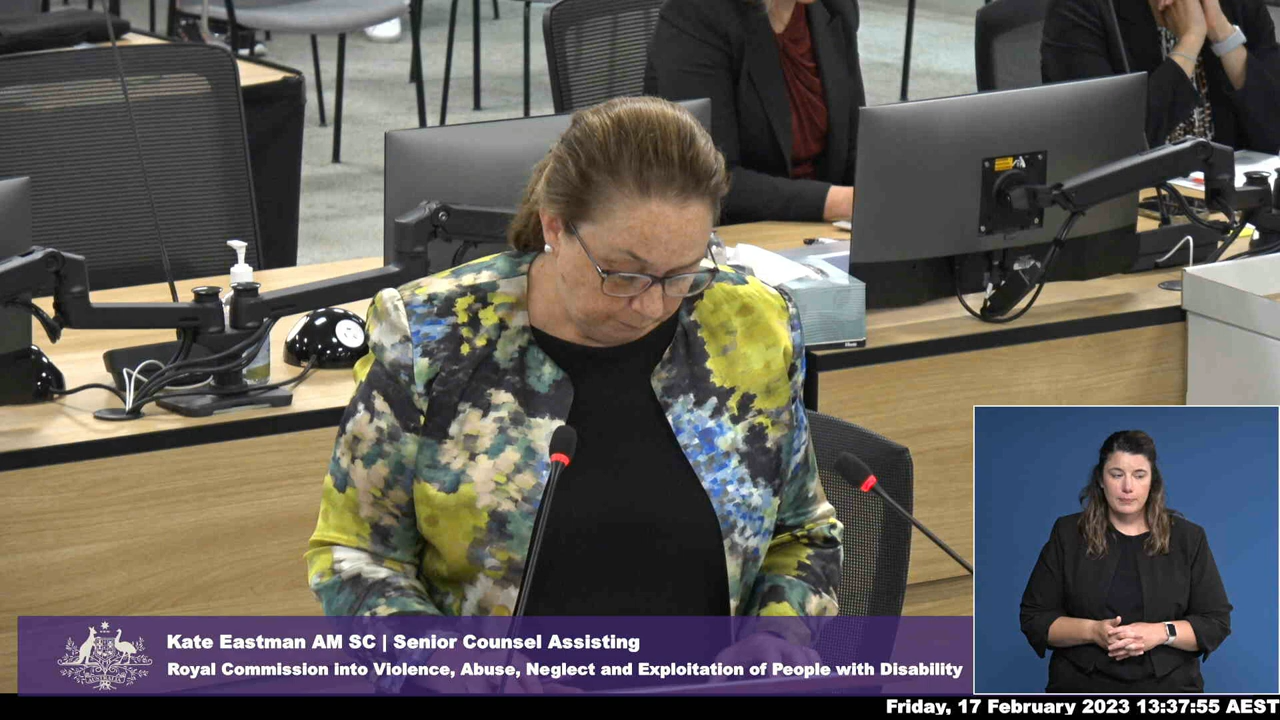 Kate Eastman AM SC | Senior Counsel Assisting
Royal Commission into Violence, Abuse, Neglect and Exploitation of People with Disability
Friday, 17 February 2023 13:37:55 AEST